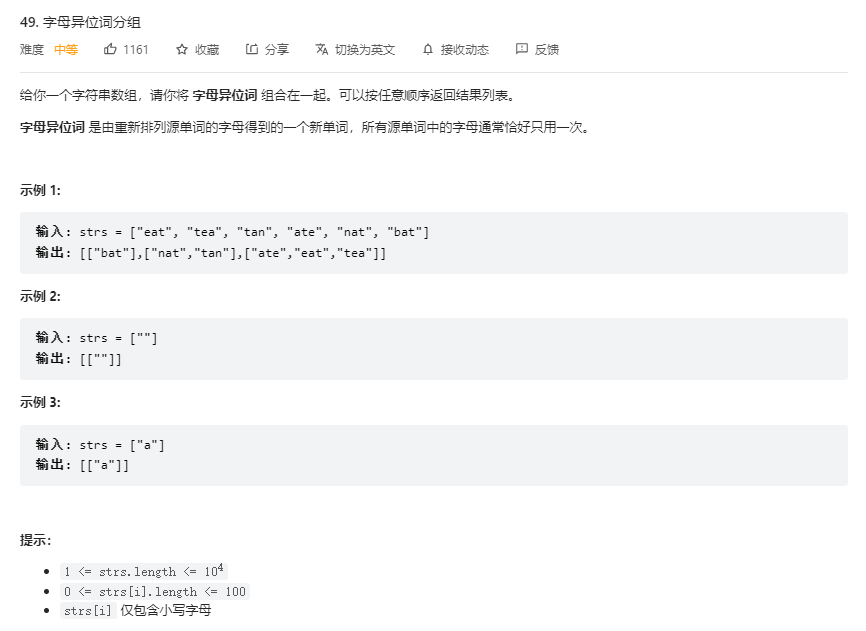 49. 字母异位词分组
难度 中等 1161 收藏 分享 切换为英文 接收动态 反馈
给你一个字符串数组，请你将 字母异位词 组合在一起。可以按任意顺序返回结果列表。
字母异位词 是由重新排列源单词的字母得到的一个新单词，所有源单词中的字母通常恰好只用一次。
示例 1:
输入: strs = ["eat", "tea", "tan", "ate", "nat", "bat"]
输出: [["bat"],["nat","tan"],["ate","eat","tea"]]
示例 2:
输入: strs = [""]
输出: [[""]]
示例 3:
输入: strs = ["a"]
输出: [["a"]]
提示：
1 <= strs.length <= 10⁴
0 <= strs[i].length <= 100
strs[i] 仅包含小写字母